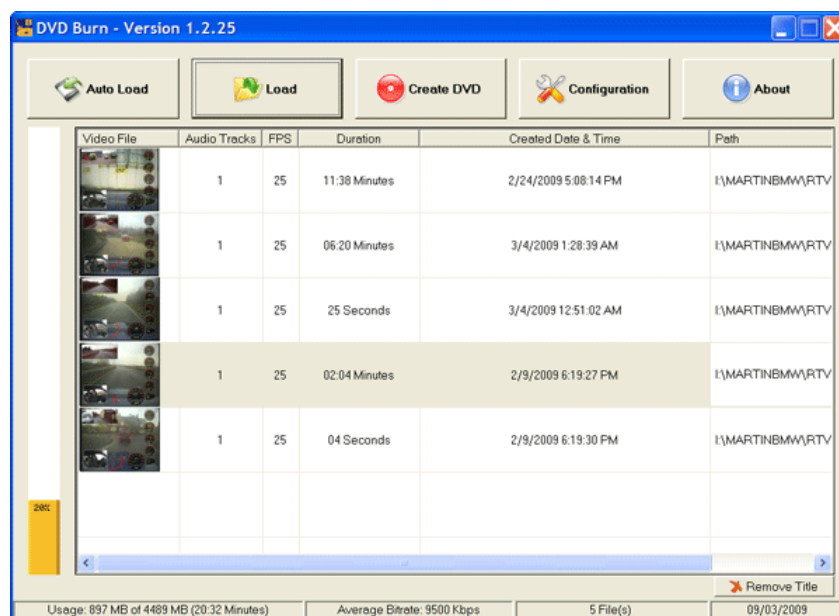 DVD Burn - Version 1.2.25
Auto Load Load Create DVD Configuration About
Video File Audio Tracks FPS Duration Created Date & Time Path
1 25 11:38 Minutes 2/24/2009 5:08:14 PM I:\MARTINBMW\RTV
1 25 06:20 Minutes 3/4/2009 1:28:39 AM I:\MARTINBMW\RTV
1 25 25 Seconds 3/4/2009 12:51:02 AM I:\MARTINBMW\RTV
1 25 02:04 Minutes 2/9/2009 6:19:27 PM I:\MARTINBMW\RTV
1 25 04 Seconds 2/9/2009 6:19:30 PM I:\MARTINBMW\RTV
20%
Remove Title
Usage: 897 MB of 4489 MB (20:32 Minutes) Average Bitrate: 9500 Kbps 5 File(s) 09/03/2009